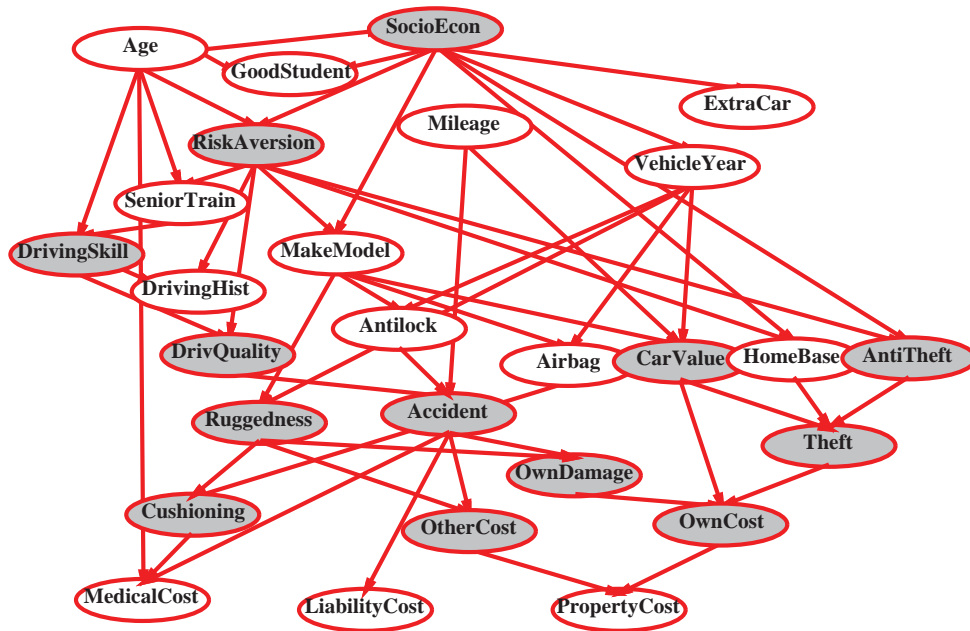 SocioEcon
Age
GoodStudent
ExtraCar
Mileage
RiskAversion
VehicleYear
SeniorTrain
DrivingSkill
MakeModel
DrivingHist
Antilock
DrivQuality
Airbag
CarValue
HomeBase
AntiTheft
Ruggedness
Accident
Theft
OwnDamage
Cushioning
OtherCost
OwnCost
MedicalCost
LiabilityCost
PropertyCost